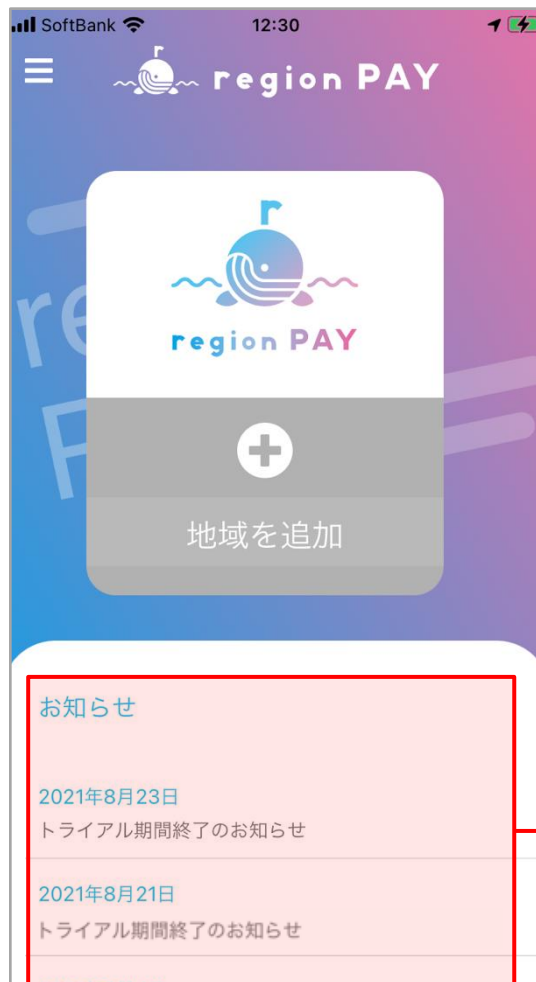 SoftBank 12:30
r
region PAY
re
P
r
region PAY
地域を追加
お知らせ
2021年8月23日
トライアル期間終了のお知らせ
2021年8月21日
トライアル期間終了のお知らせ